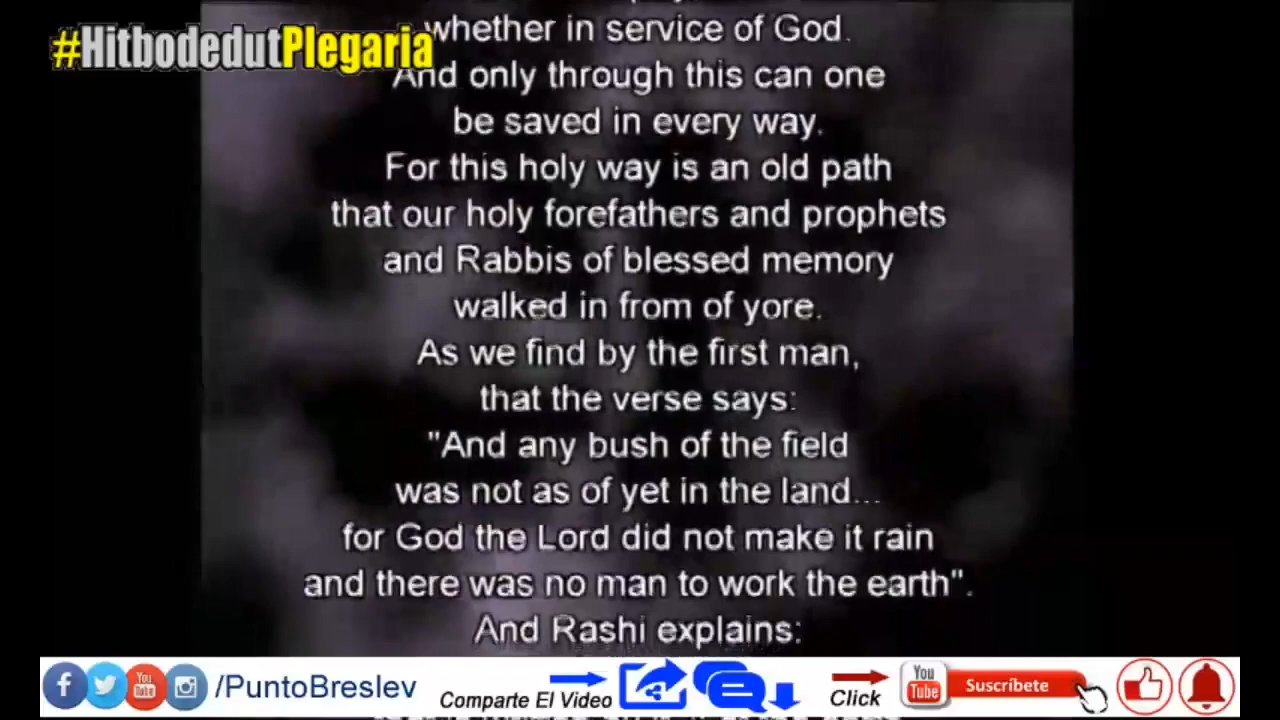 #HitbodedutPlegaria
whether in service of God.
And only through this can one
be saved in every way.
For this holy way is an old path
that our holy forefathers and prophets
and Rabbis of blessed memory
walked in from of yore.
As we find by the first man,
that the verse says:
"And any bush of the field
was not as of yet in the land...
for God the Lord did not make it rain
and there was no man to work the earth".
And Rashi explains:
You Tube
/PuntoBreslev
Comparte El Video
Click
You Tube
Suscríbete